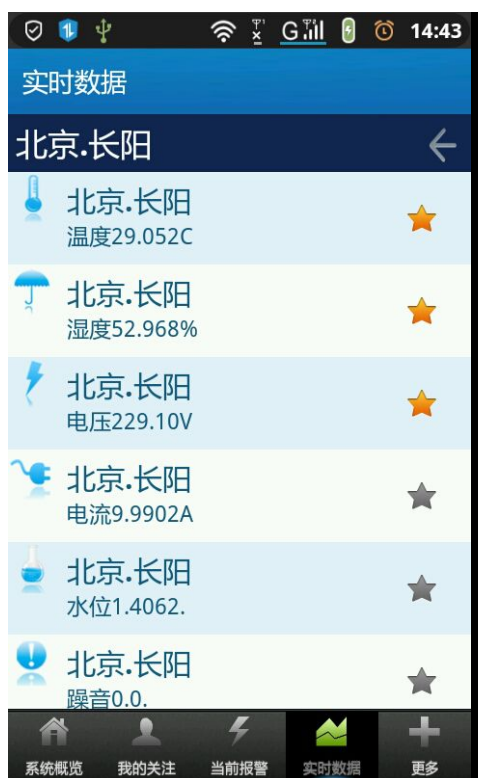 G 14:43
实时数据
北京.长阳
北京.长阳
温度29.052C
北京.长阳
湿度52.968%
北京.长阳
电压229.10V
北京.长阳
电流9.9902A
北京.长阳
水位1.4062.
北京.长阳
躁音0.0.
系统概览 我的关注 当前报警 实时数据 更多